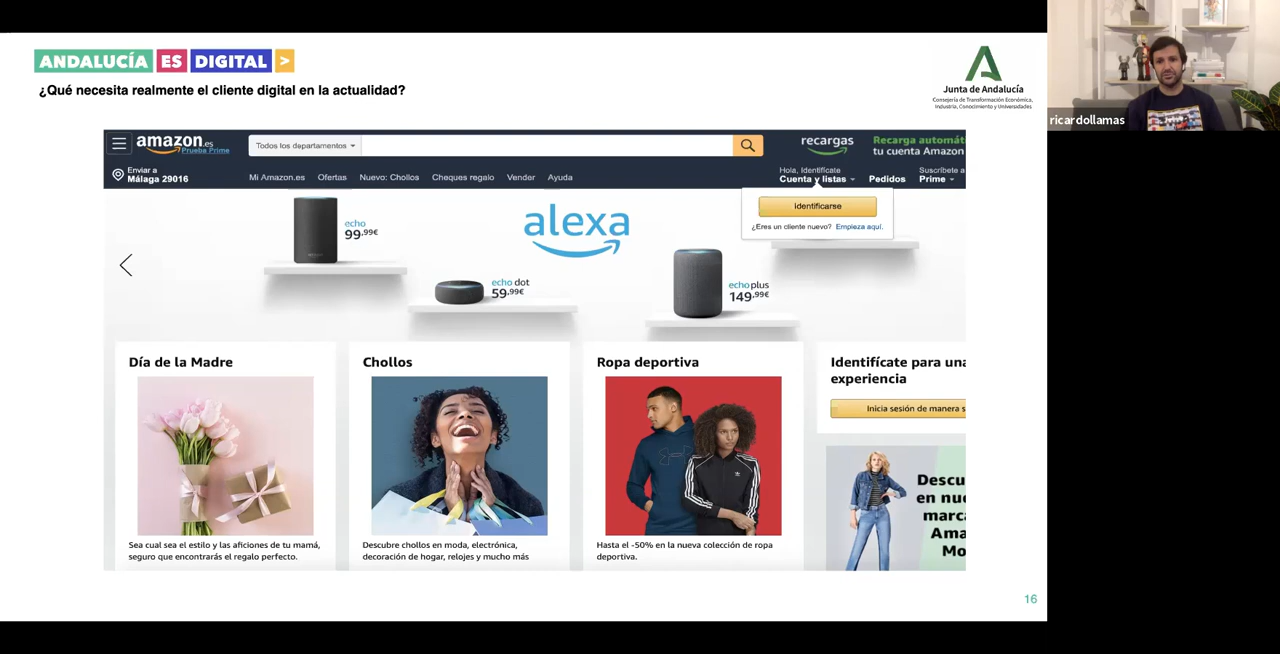 ANDALUCÍA ES DIGITAL >
¿Qué necesita realmente el cliente digital en la actualidad?
Junta de Andalucía
Consejería de Transformación Económica,
Industria, Conocimiento y Universidades
ricardollamas
amazon.es
Prueba Prime
Todos los departamentos
recargas
Recarga automát
tu cuenta Amazon
Enviar a
Málaga 29016
Mi Amazon.es Ofertas Nuevo: Chollos Cheques regalo Vender Ayuda
Hola, Identifícate
Cuenta y listas
Pedidos
Suscríbete a
Prime
Identificarse
¿Eres un cliente nuevo? Empieza aquí.
echo
99,99€
alexa
echo dot
59,99€
echo plus
149,99€
Día de la Madre
Sea cual sea el estilo y las aficiones de tu mamá,
seguro que encontrarás el regalo perfecto.
Chollos
Descubre chollos en moda, electrónica,
decoración de hogar, relojes y mucho más
Ropa deportiva
Hasta el -50% en la nueva colección de ropa
deportiva.
Identifícate para una
experiencia
Inicia sesión de manera s
Descu
en nue
marca
Ama
Mo
16